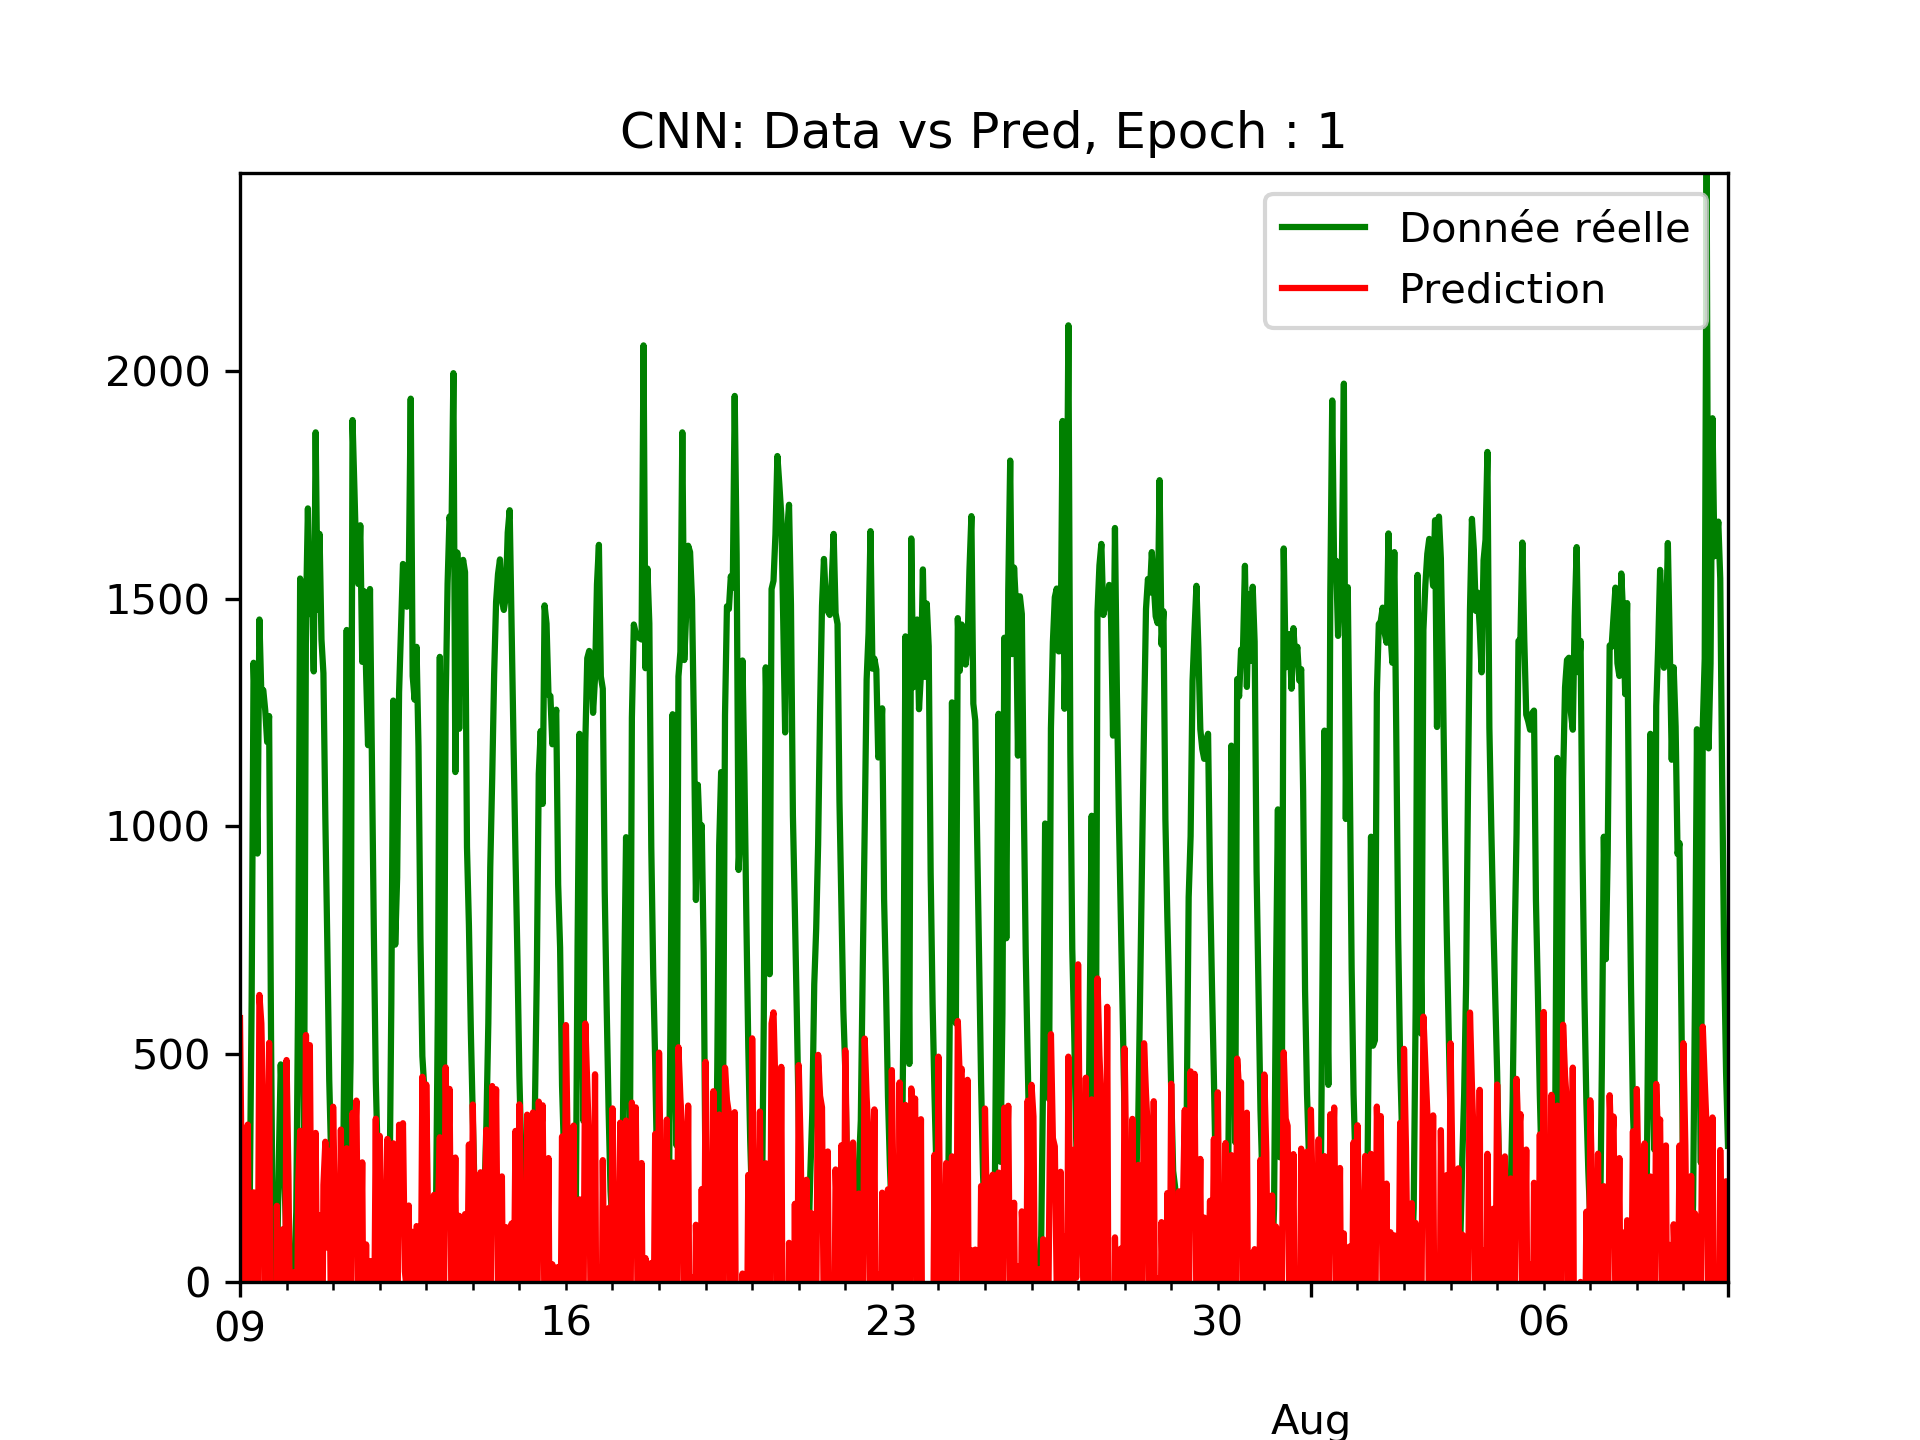 CNN: Data vs Pred, Epoch : 1
Donnée réelle
Prediction
2000
1500
1000
500
0
09
16
23
30
06
Aug